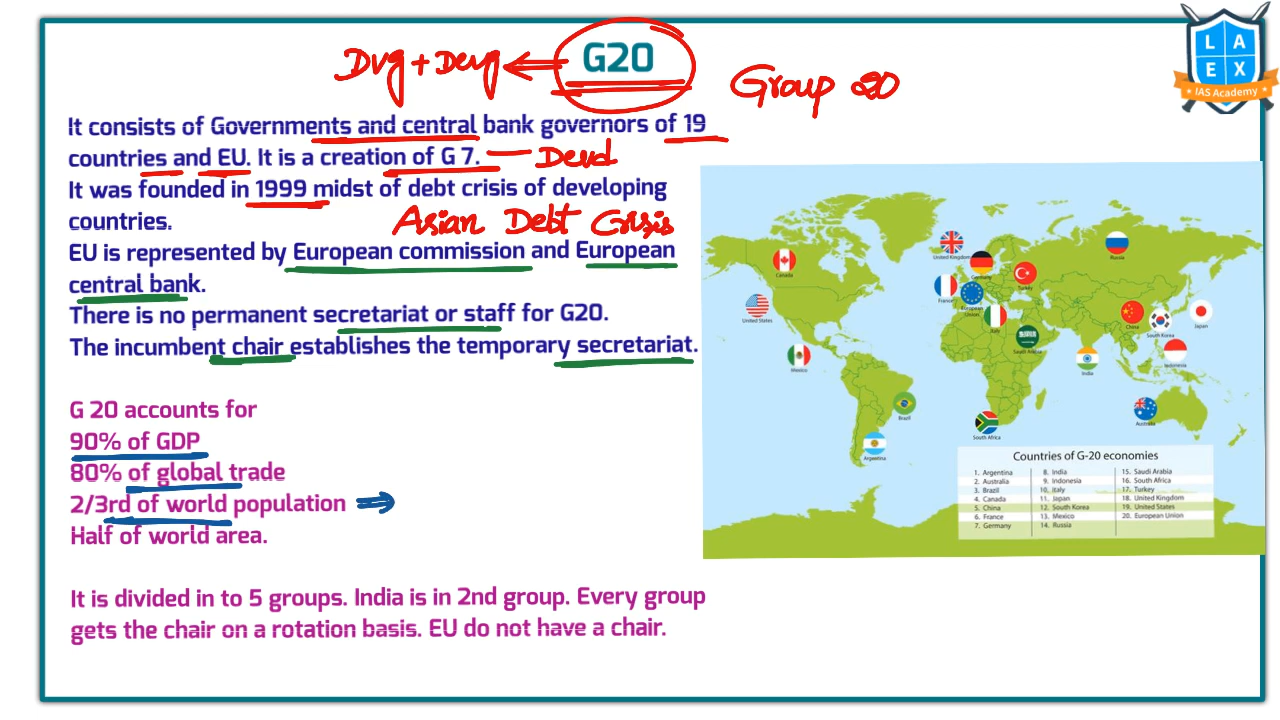 Dvg + Devg ← G20
Group 20
LAEX
IAS Academy
It consists of Governments and central bank governors of 19
countries and EU. It is a creation of G 7. — Devd
It was founded in 1999 midst of debt crisis of developing
countries.
Asian Debt Crisis
EU is represented by European commission and European
central bank.
There is no permanent secretariat or staff for G20.
The incumbent chair establishes the temporary secretariat.
G 20 accounts for
90% of GDP
80% of global trade
2/3rd of world population →
Half of world area.
It is divided in to 5 groups. India is in 2nd group. Every group
gets the chair on a rotation basis. EU do not have a chair.
Canada
United States
Mexico
Brazil
Argentina
United Kingdom
Germany
France
European
Union
Italy
Turkey
Russia
Saudi Arabia
South Africa
India
China
South Korea
Japan
Indonesia
Australia
Countries of G-20 economies
1. Argentina
2. Australia
3. Brazil
4. Canada
5. China
6. France
7. Germany
8. India
9. Indonesia
10. Italy
11. Japan
12. South Korea
13. Mexico
14. Russia
15. Saudi Arabia
16. South Africa
17. Turkey
18. United Kingdom
19. United States
20. European Union